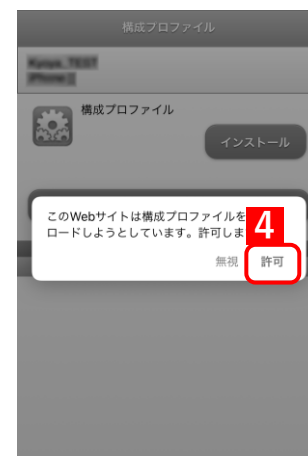 構成プロファイル
構成プロファイル
インストール
このWebサイトは構成プロファイルを
ロードしようとしています。許可しま
4
無視
許可